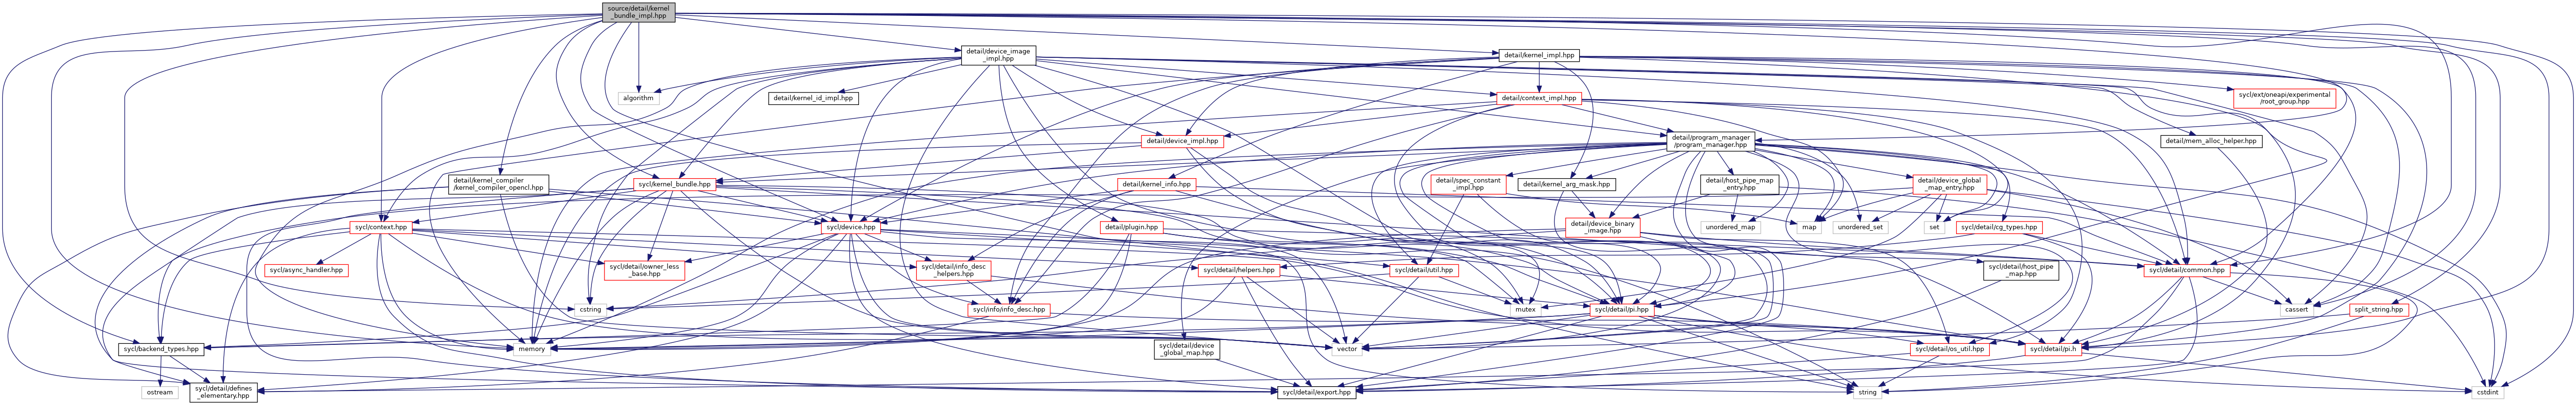 source/detail/kernel
_bundle_impl.hpp
detail/device_image
_impl.hpp
detail/kernel_impl.hpp
algorithm
detail/kernel_id_impl.hpp
detail/context_impl.hpp
sycl/ext/oneapi/experimental
/root_group.hpp
detail/device_impl.hpp
detail/program_manager
/program_manager.hpp
detail/mem_alloc_helper.hpp
detail/kernel_compiler
/kernel_compiler_opencl.hpp
sycl/kernel_bundle.hpp
detail/kernel_info.hpp
detail/spec_constant
_impl.hpp
detail/kernel_arg_mask.hpp
detail/host_pipe_map
_entry.hpp
detail/device_global
_map_entry.hpp
sycl/context.hpp
sycl/device.hpp
detail/plugin.hpp
detail/device_binary
_image.hpp
unordered_map
map
unordered_set
set
sycl/detail/cg_types.hpp
sycl/async_handler.hpp
sycl/detail/owner_less
_base.hpp
sycl/detail/info_desc
_helpers.hpp
sycl/detail/helpers.hpp
sycl/detail/util.hpp
sycl/detail/host_pipe
_map.hpp
sycl/detail/common.hpp
cstring
sycl/info/info_desc.hpp
mutex
sycl/detail/pi.hpp
cassert
split_string.hpp
sycl/backend_types.hpp
memory
sycl/detail/device
_global_map.hpp
vector
sycl/detail/os_util.hpp
sycl/detail/pi.h
ostream
sycl/detail/defines
_elementary.hpp
sycl/detail/export.hpp
string
cstdint